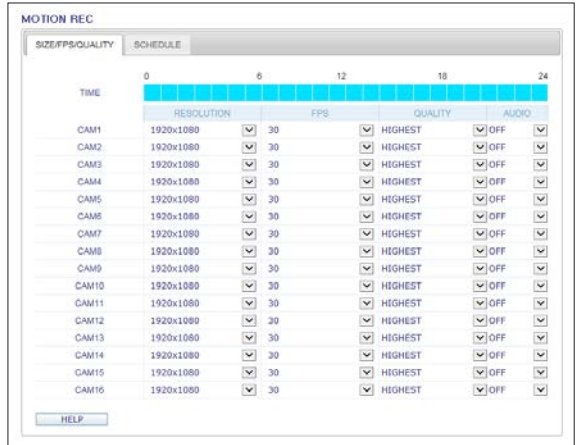 MOTION REC
SIZE/FPS/QUALITY SCHEDULE
0 6 12 18 24
TIME
RESOLUTION FPS QUALITY AUDIO
CAM1 1920x1080 30 HIGHEST OFF
CAM2 1920x1080 30 HIGHEST OFF
CAM3 1920x1080 30 HIGHEST OFF
CAM4 1920x1080 30 HIGHEST OFF
CAM5 1920x1080 30 HIGHEST OFF
CAM6 1920x1080 30 HIGHEST OFF
CAM7 1920x1080 30 HIGHEST OFF
CAM8 1920x1080 30 HIGHEST OFF
CAM9 1920x1080 30 HIGHEST OFF
CAM10 1920x1080 30 HIGHEST OFF
CAM11 1920x1080 30 HIGHEST OFF
CAM12 1920x1080 30 HIGHEST OFF
CAM13 1920x1080 30 HIGHEST OFF
CAM14 1920x1080 30 HIGHEST OFF
CAM15 1920x1080 30 HIGHEST OFF
CAM16 1920x1080 30 HIGHEST OFF
HELP